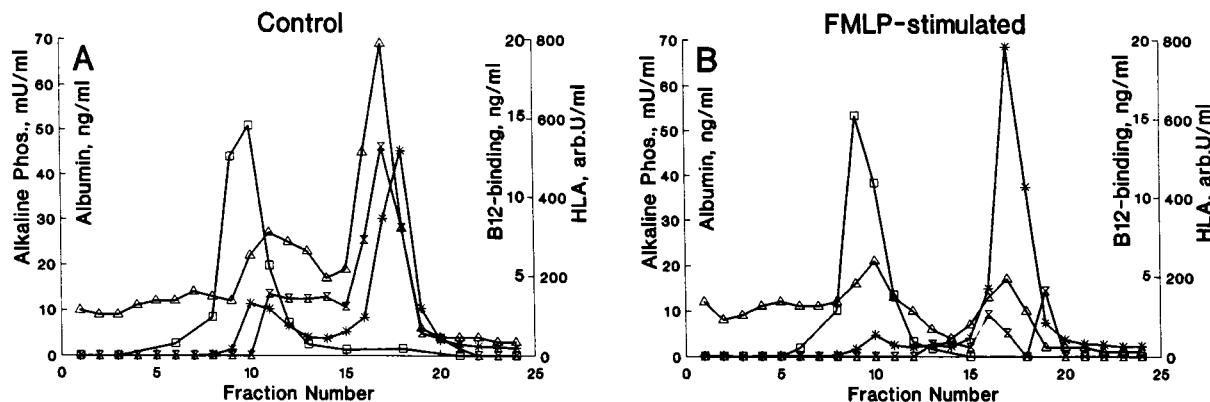 Control
A
Alkaline Phos., mU/ml
Albumin, ng/ml
70
60
50
40
30
20
10
0
0 5 10 15 20 25
Fraction Number
20
15
10
5
0
B12-binding, ng/ml
800
600
400
200
0
HLA, arb.U/ml
FMLP-stimulated
B
Alkaline Phos., mU/ml
Albumin, ng/ml
70
60
50
40
30
20
10
0
0 5 10 15 20 25
Fraction Number
20
15
10
5
0
B12-binding, ng/ml
800
600
400
200
0
HLA, arb.U/ml